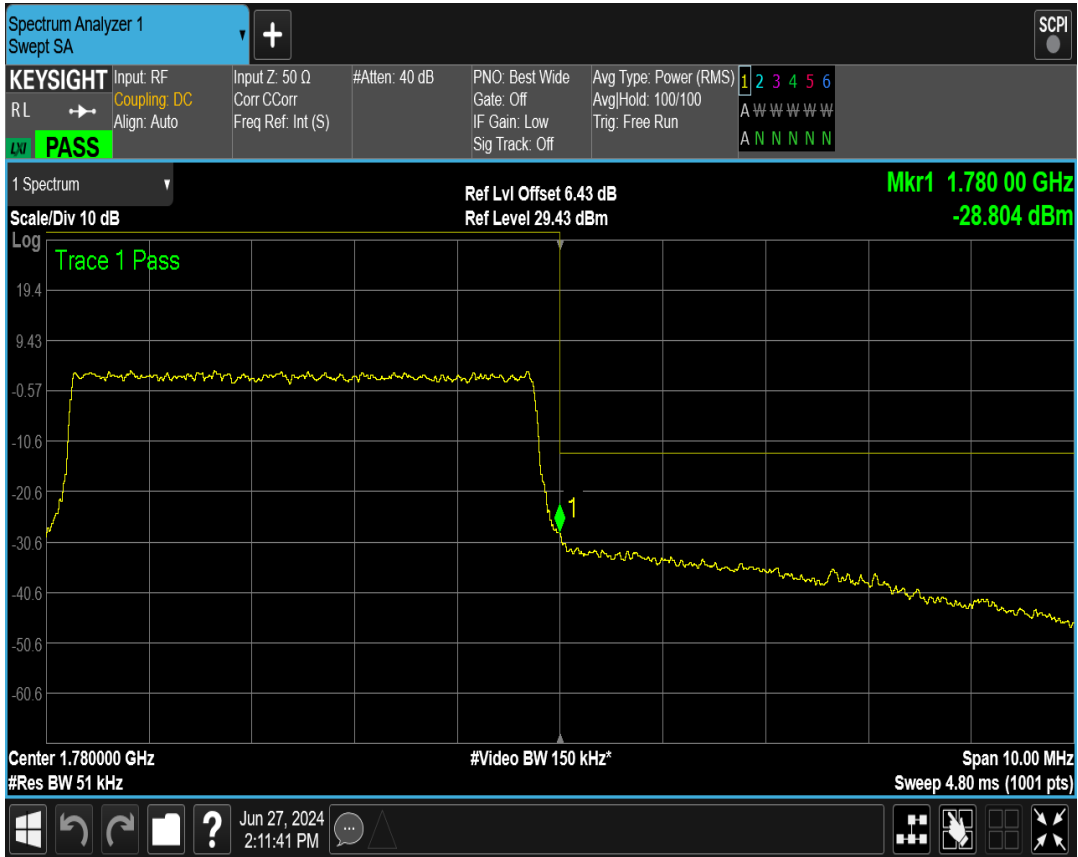 Spectrum Analyzer 1
Swept SA
SCPI
KEYSIGHT
RL
LXI PASS
Input: RF
Coupling: DC
Align: Auto
Input Z: 50 Ω
Corr CCorr
Freq Ref: Int (S)
#Atten: 40 dB
PNO: Best Wide
Gate: Off
IF Gain: Low
Sig Track: Off
Avg Type: Power (RMS)
Avg|Hold: 100/100
Trig: Free Run
1 2 3 4 5 6
A W W W W W
A N N N N N
1 Spectrum
Scale/Div 10 dB
Ref Lvl Offset 6.43 dB
Ref Level 29.43 dBm
Mkr1 1.780 00 GHz
-28.804 dBm
Log
Trace 1 Pass
19.4
9.43
-0.57
-10.6
-20.6
1
-30.6
-40.6
-50.6
-60.6
Center 1.780000 GHz
#Video BW 150 kHz*
Span 10.00 MHz
#Res BW 51 kHz
Sweep 4.80 ms (1001 pts)
?
Jun 27, 2024
2:11:41 PM